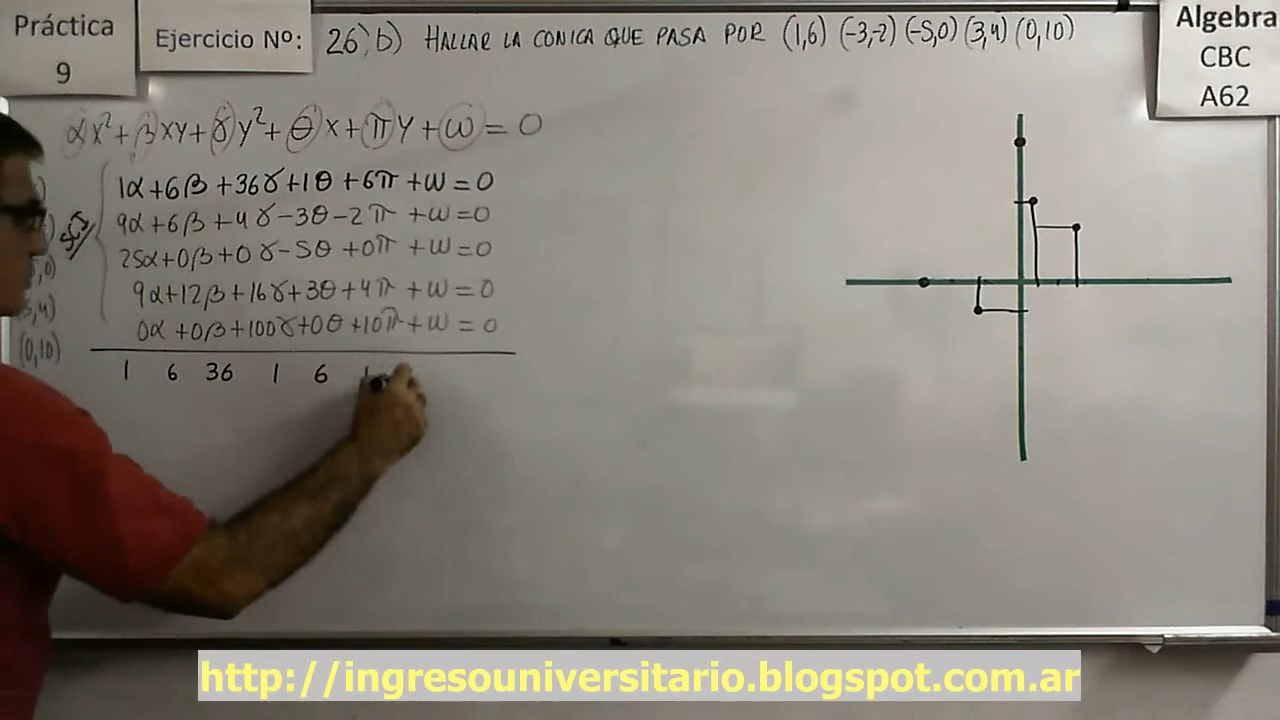 Práctica
9
Ejercicio Nº:
26) b) HALLAR LA CONICA QUE PASA POR (1,6) (-3,-2) (-5,0) (3,4) (0,10)
Algebra
CBC
A62
αx² + βxy + γy² + θx + πy + ω = 0
1α + 6β + 36γ + 1θ + 6π + ω = 0
9α + 6β + 4γ - 3θ - 2π + ω = 0
25α + 0β + 0γ - 5θ + 0π + ω = 0
9α + 12β + 16γ + 3θ + 4π + ω = 0
0α + 0β + 100γ + 0θ + 10π + ω = 0
,0)
3,4)
(0,10)
1 6 36 1 6
http://ingresouniversitario.blogspot.com.ar